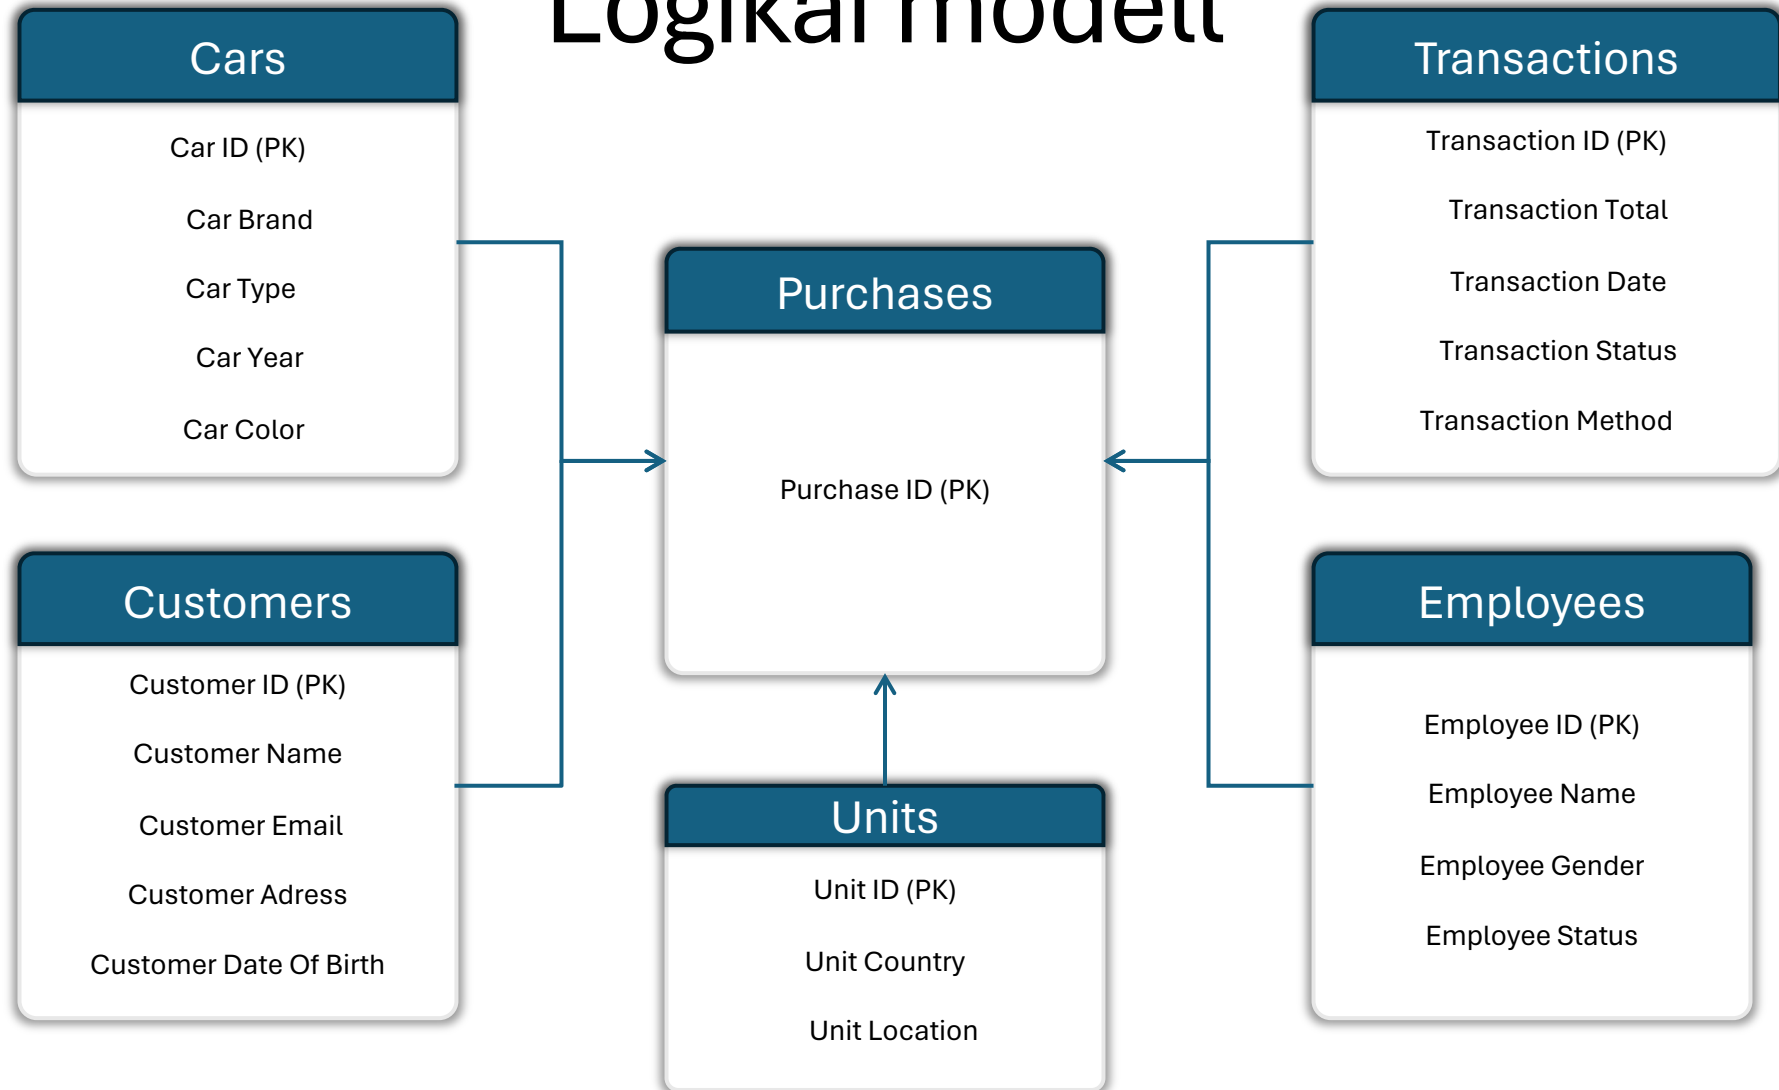 Logikai modell
Cars
Car ID (PK)
Car Brand
Car Type
Car Year
Car Color
Customers
Customer ID (PK)
Customer Name
Customer Email
Customer Adress
Customer Date Of Birth
Purchases
Purchase ID (PK)
Units
Unit ID (PK)
Unit Country
Unit Location
Transactions
Transaction ID (PK)
Transaction Total
Transaction Date
Transaction Status
Transaction Method
Employees
Employee ID (PK)
Employee Name
Employee Gender
Employee Status